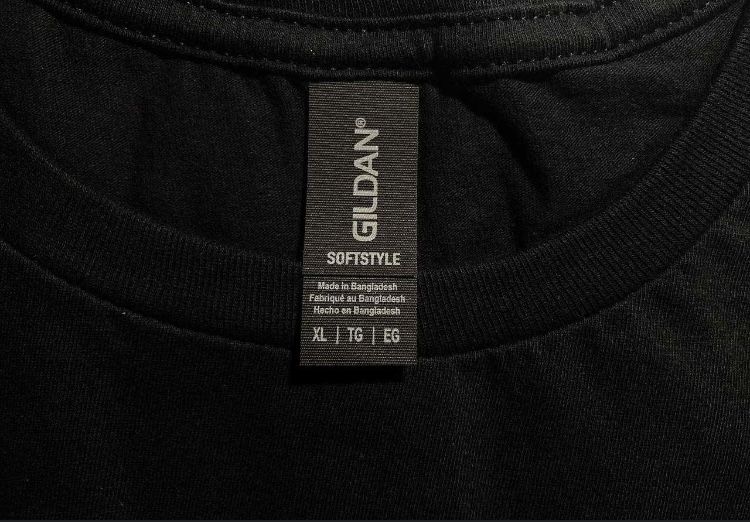 GILDAN®
SOFTSTYLE
Made in Bangladesh
Fabriqué au Bangladesh
Hecho en Bangladesh
XL | TG | EG